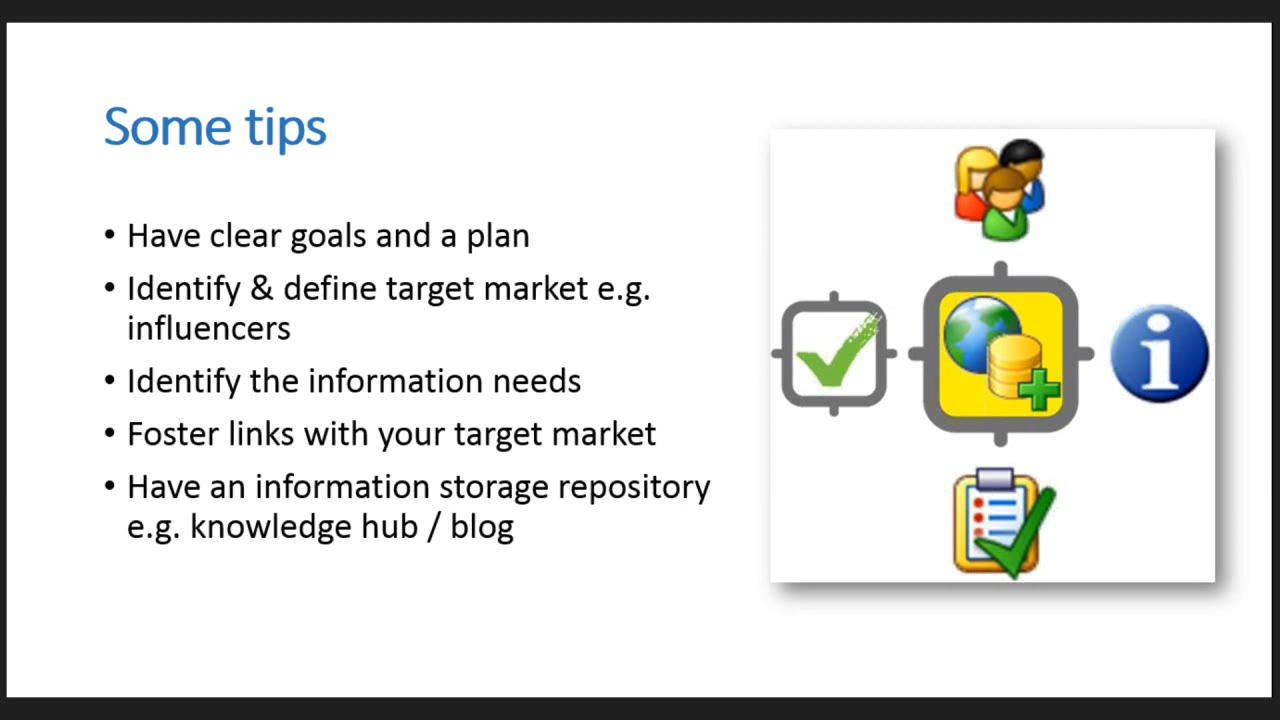 Some tips
• Have clear goals and a plan
• Identify & define target market e.g.
influencers
• Identify the information needs
• Foster links with your target market
• Have an information storage repository
e.g. knowledge hub / blog